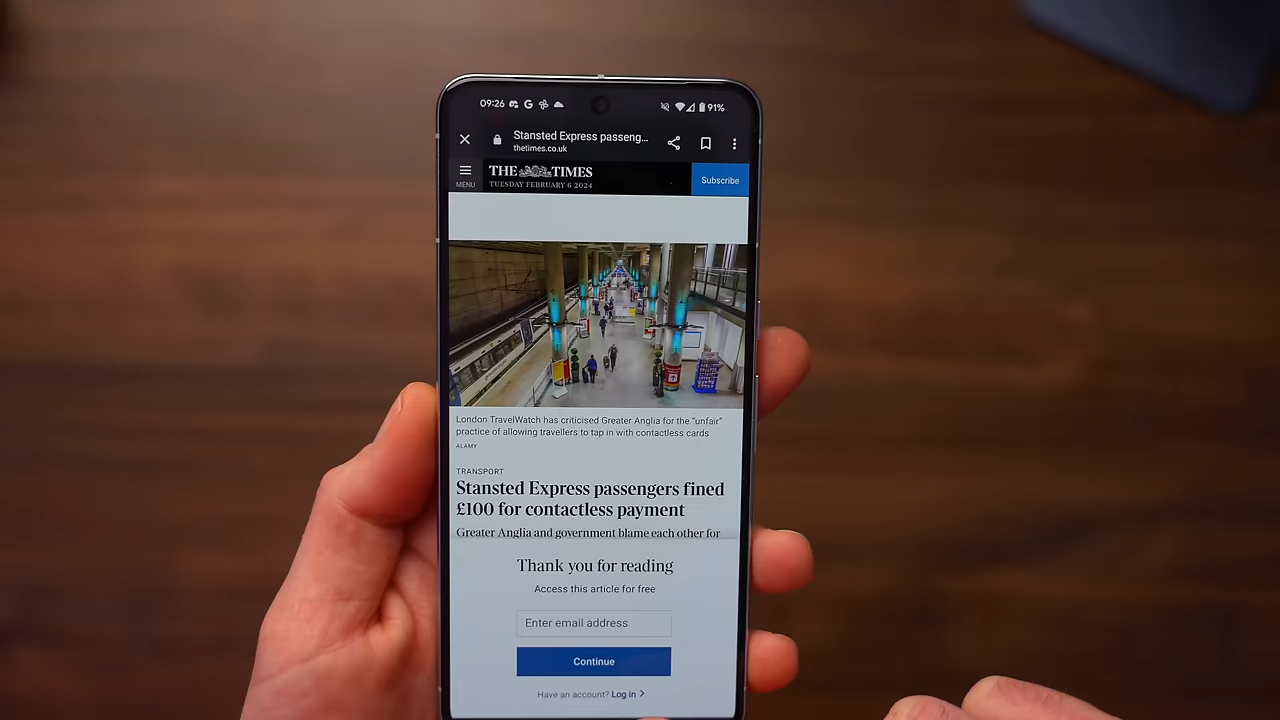 09:26
91%
Stansted Express passeng...
thetimes.co.uk
MENU
THE TIMES
TUESDAY FEBRUARY 6 2024
Subscribe
London TravelWatch has criticised Greater Anglia for the "unfair"
practice of allowing travellers to tap in with contactless cards
ALAMY
TRANSPORT
Stansted Express passengers fined
£100 for contactless payment
Greater Anglia and government blame each other for
Thank you for reading
Access this article for free
Enter email address
Continue
Have an account? Log in